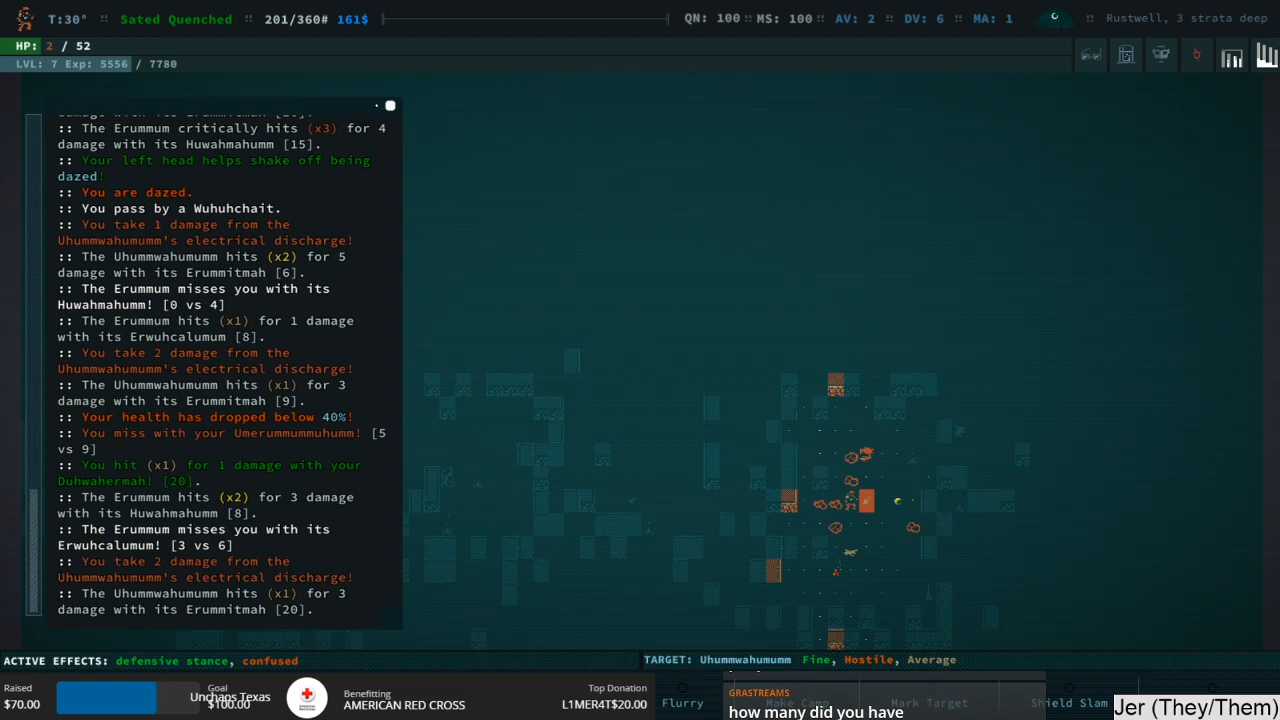 T:30° :: Sated Quenched :: 201/360# 161$
QN: 100 :: MS: 100 :: AV: 2 :: DV: 6 :: MA: 1
:: Rustwell, 3 strata deep
HP: 2 / 52
LVL: 7 Exp: 5556 / 7780
:: The Erummum critically hits (x3) for 4
damage with its Huwahmahumm [15].
:: Your left head helps shake off being
dazed!
:: You are dazed.
:: You pass by a Wuhuhchait.
:: You take 1 damage from the
Uhummwahumumm's electrical discharge!
:: The Uhummwahumumm hits (x2) for 5
damage with its Erummitmah [6].
:: The Erummum misses you with its
Huwahmahumm! [0 vs 4]
:: The Erummum hits (x1) for 1 damage
with its Erwuhcalumum [8].
:: You take 2 damage from the
Uhummwahumumm's electrical discharge!
:: The Uhummwahumumm hits (x1) for 3
damage with its Erummitmah [9].
:: Your health has dropped below 40%!
:: You miss with your Umerummummuhumm! [5
vs 9]
:: You hit (x1) for 1 damage with your
Duhwahermah! [20].
:: The Erummum hits (x2) for 3 damage
with its Huwahmahumm [8].
:: The Erummum misses you with its
Erwuhcalumum! [3 vs 6]
:: You take 2 damage from the
Uhummwahumumm's electrical discharge!
:: The Uhummwahumumm hits (x1) for 3
damage with its Erummitmah [20].
ACTIVE EFFECTS: defensive stance, confused
TARGET: Uhummwahumumm Fine, Hostile, Average
Raised
$70.00
Goal
$100.00
Unchaos Texas
Benefitting
AMERICAN RED CROSS
Top Donation
L1MER4T$20.00
Flurry
Make Camp
Mark Target
Shield Slam
GRASTREAMS
how many did you have
Jer (They/Them)